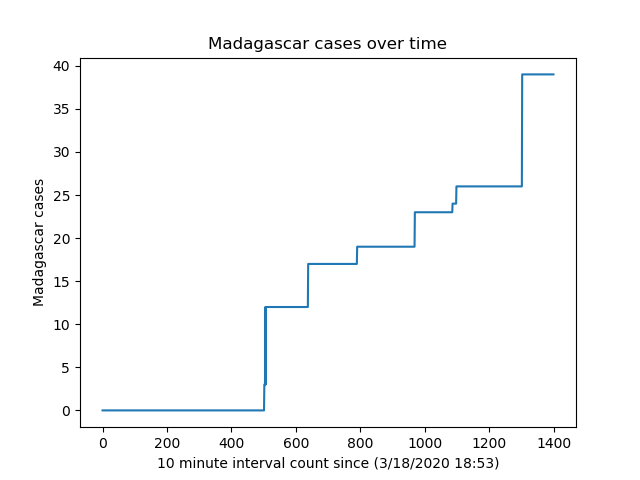 Madagascar cases over time
40
35
30
25
20
15
10
5
0
Madagascar cases
0 200 400 600 800 1000 1200 1400
10 minute interval count since (3/18/2020 18:53)